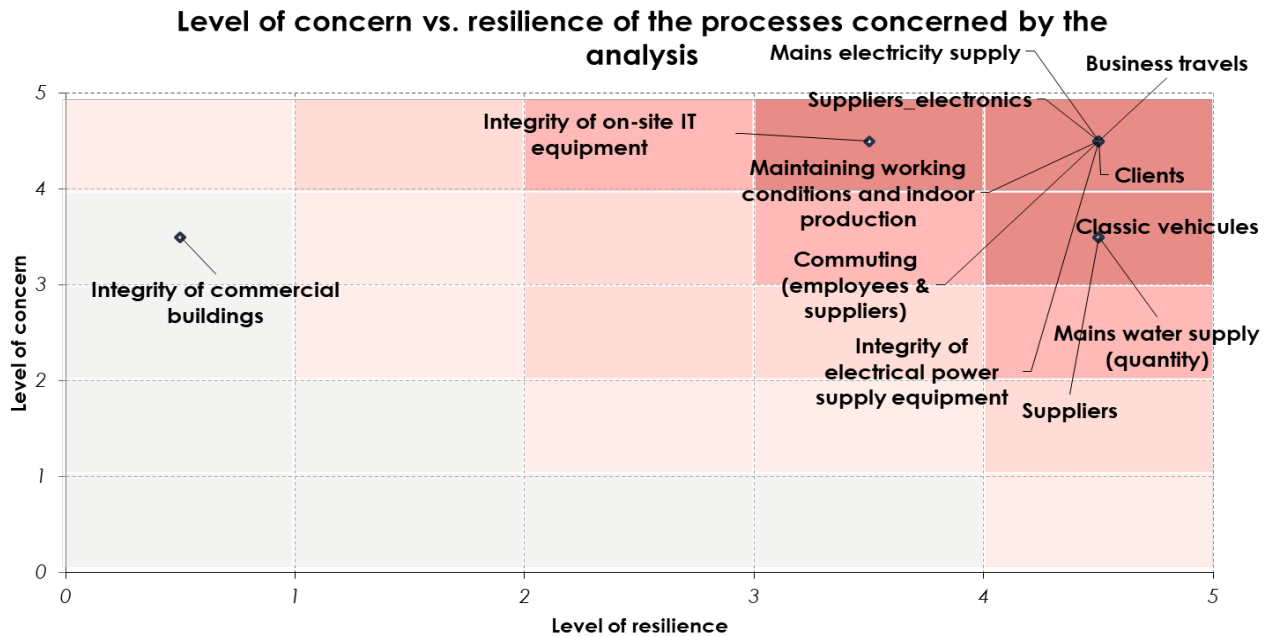 Level of concern vs. resilience of the processes concerned by the
analysis
Mains electricity supply
Business travels
Suppliers_electronics
Integrity of on-site IT
equipment
Maintaining working
conditions and indoor
production
Clients
Classic vehicules
Commuting
(employees &
suppliers)
Integrity of commercial
buildings
Mains water supply
(quantity)
Integrity of
electrical power
supply equipment
Suppliers
Level of concern
5
4
3
2
1
0
0
1
2
3
4
5
Level of resilience